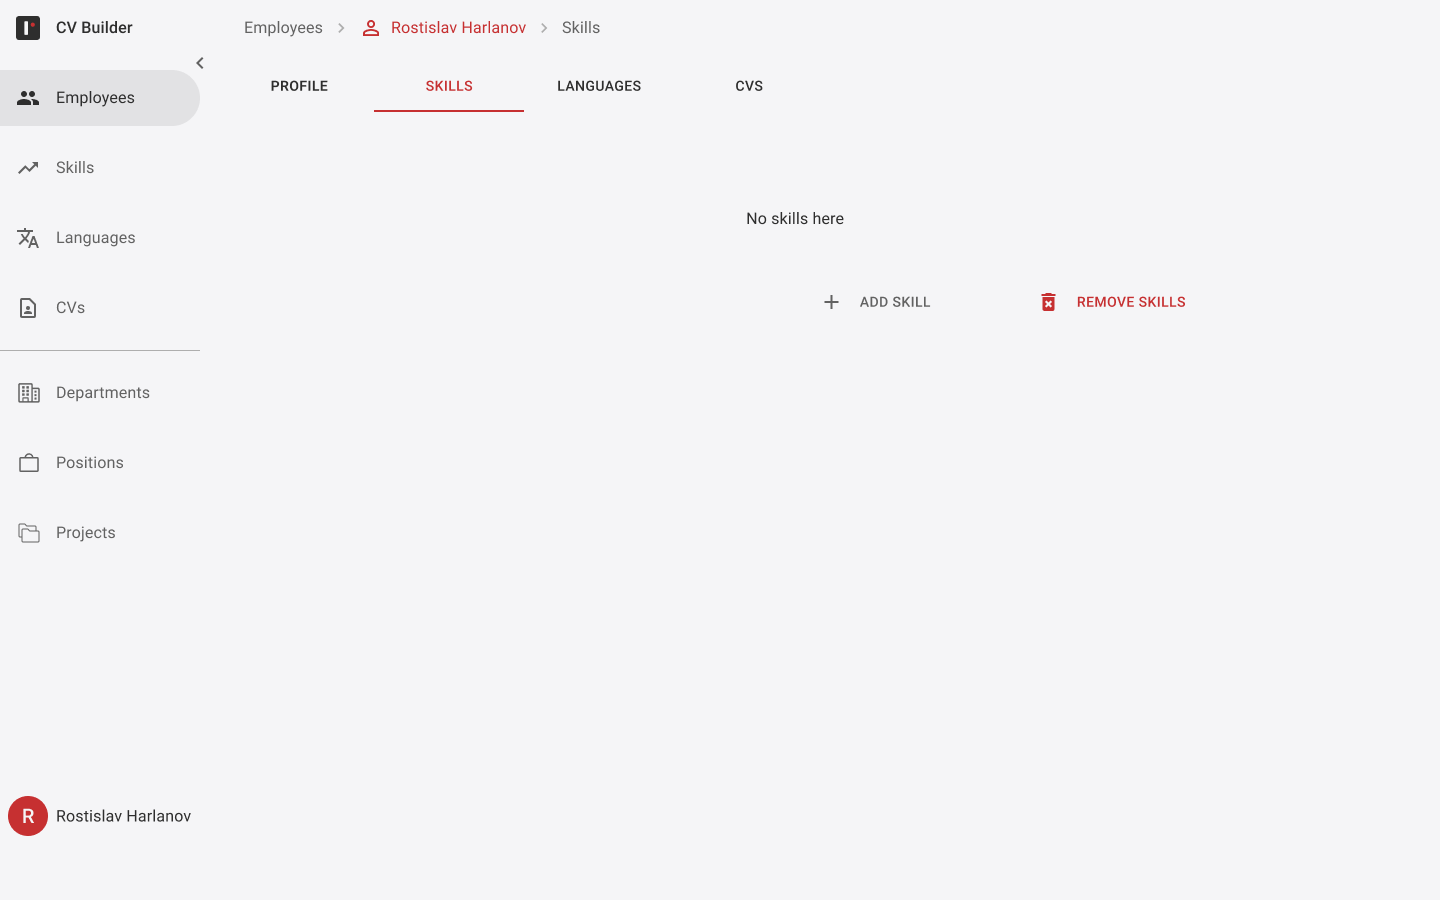 CV Builder
Employees
Skills
Languages
CVs
Departments
Positions
Projects
R
Rostislav Harlanov
Employees
Rostislav Harlanov
Skills
PROFILE
SKILLS
LANGUAGES
CVS
No skills here
ADD SKILL
REMOVE SKILLS